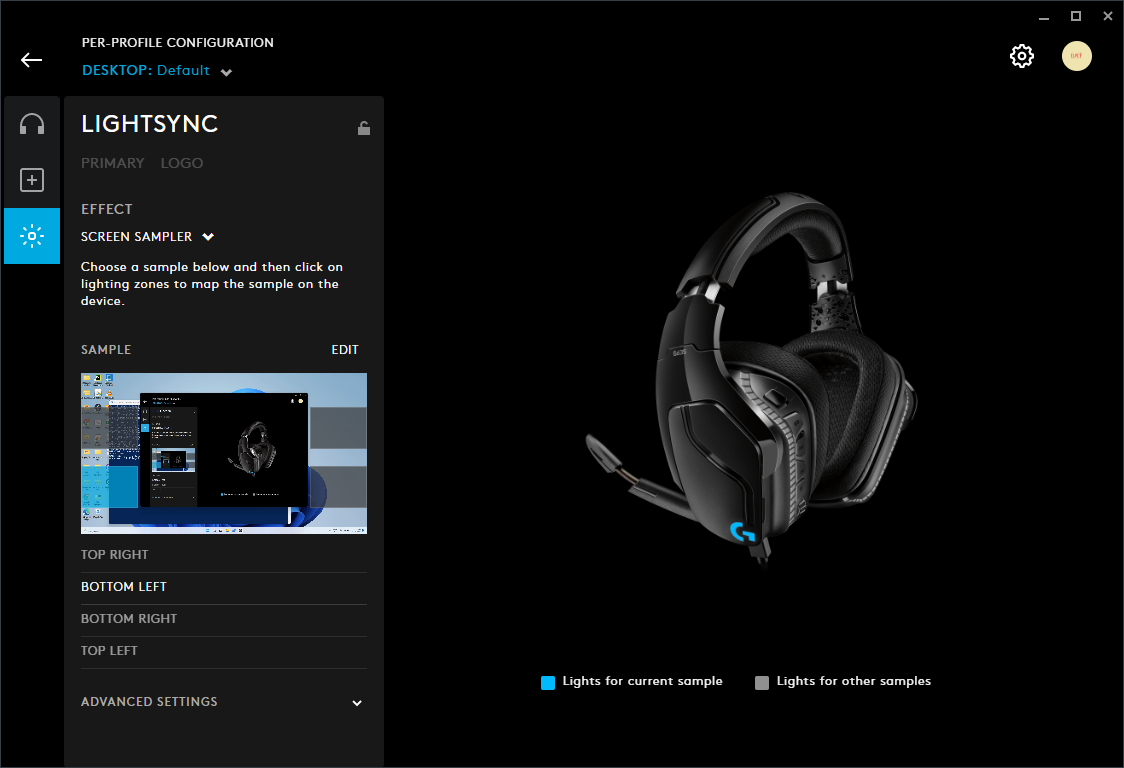 PER-PROFILE CONFIGURATION
DESKTOP: Default
LIGHTSYNC
PRIMARY LOGO
EFFECT
SCREEN SAMPLER
Choose a sample below and then click on
lighting zones to map the sample on the
device.
SAMPLE EDIT
TOP RIGHT
BOTTOM LEFT
BOTTOM RIGHT
TOP LEFT
ADVANCED SETTINGS
G435
Lights for current sample
Lights for other samples